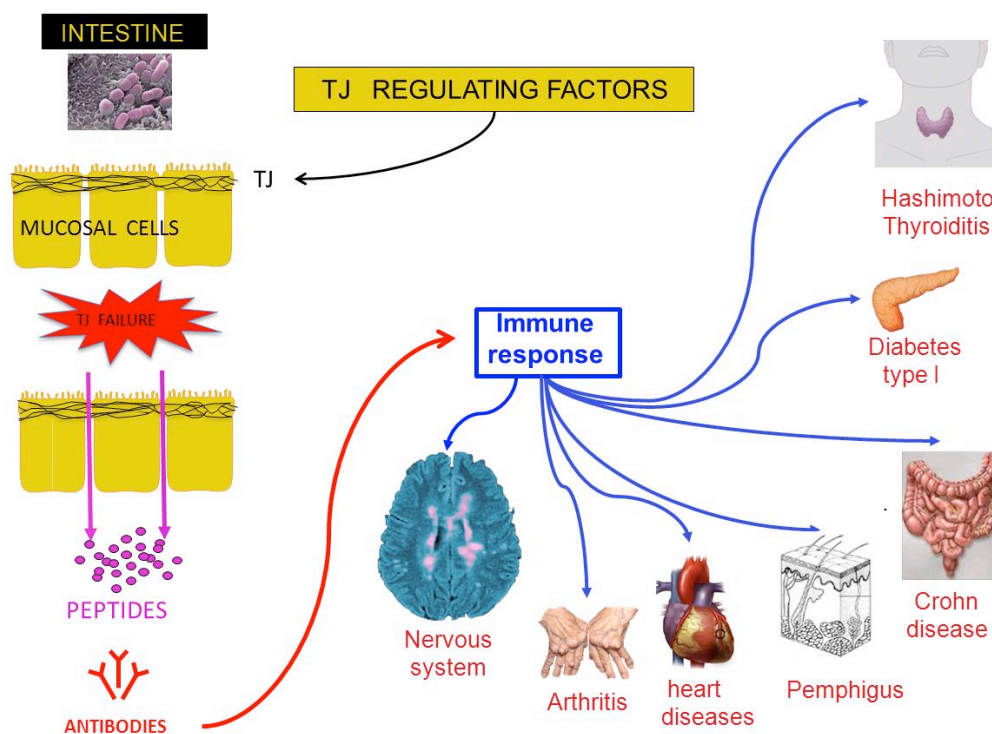 INTESTINE
TJ REGULATING FACTORS
TJ
MUCOSAL CELLS
TJ FAILURE
PEPTIDES
ANTIBODIES
Immune
response
Hashimoto
Thyroiditis
Diabetes
type I
Crohn
disease
Pemphigus
heart
diseases
Arthritis
Nervous
system